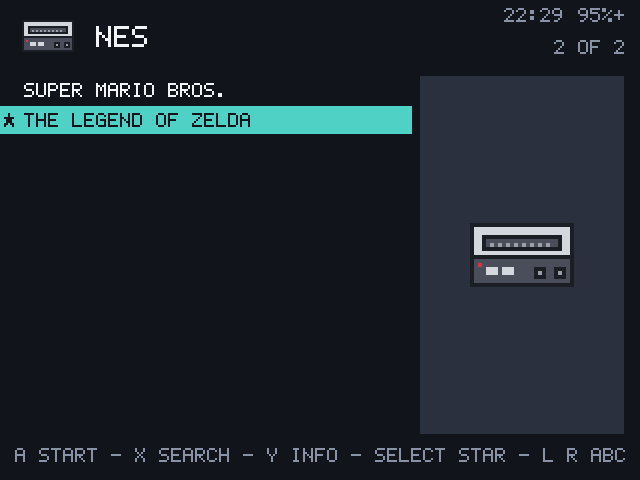 NES
22:29 95%+
2 OF 2
SUPER MARIO BROS.
★ THE LEGEND OF ZELDA
A START - X SEARCH - Y INFO - SELECT STAR - L R ABC